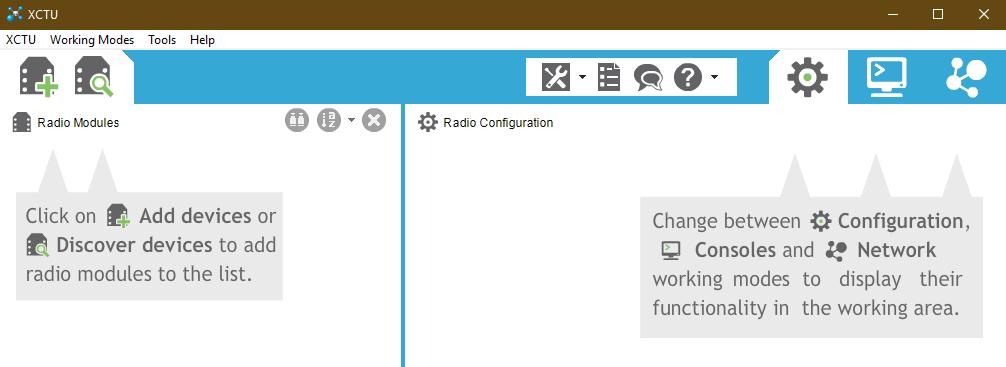 XCTU
XCTU Working Modes Tools Help
Radio Modules
Radio Configuration
Click on Add devices or
Discover devices to add
radio modules to the list.
Change between Configuration,
Consoles and Network
working modes to display their
functionality in the working area.